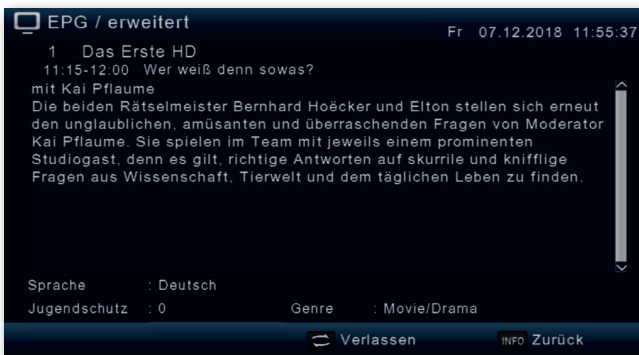 EPG / erweitert
Fr 07.12.2018 11:55:37
1 Das Erste HD
11:15-12:00 Wer weiß denn sowas?
mit Kai Pflaume
Die beiden Rätselmeister Bernhard Hoëcker und Elton stellen sich erneut
den unglaublichen, amüsanten und überraschenden Fragen von Moderator
Kai Pflaume. Sie spielen im Team mit jeweils einem prominenten
Studiogast, denn es gilt, richtige Antworten auf skurrile und knifflige
Fragen aus Wissenschaft, Tierwelt und dem täglichen Leben zu finden.
Sprache : Deutsch
Jugendschutz : 0 Genre : Movie/Drama
Verlassen INFO Zurück